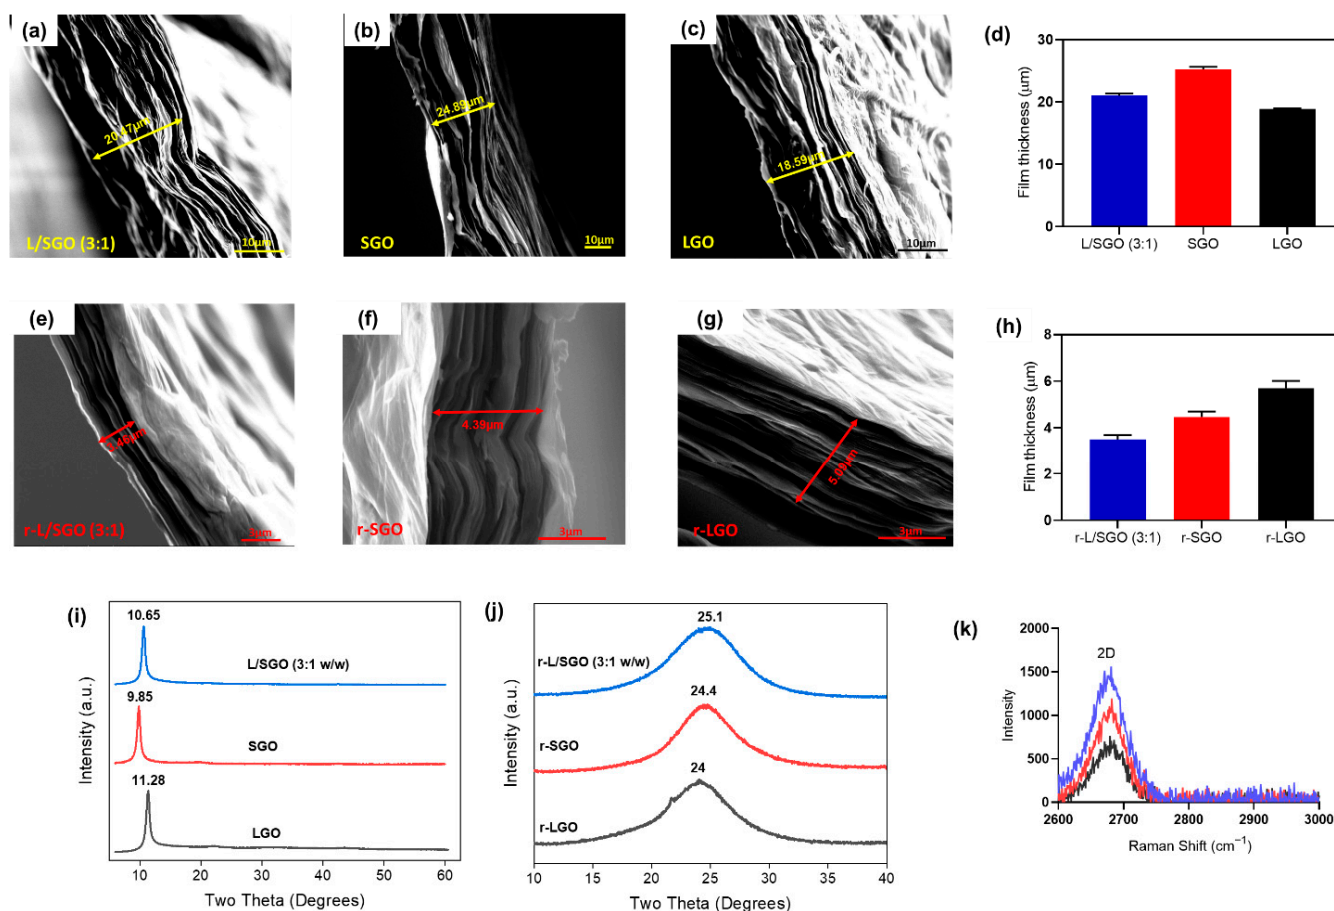 (a)
20.47μm
L/SGO (3:1)
10μm
(b)
24.89μm
SGO
10μm
(c)
18.59μm
LGO
10μm
(d)
Film thickness (μm)
30
20
10
0
L/SGO (3:1)
SGO
LGO
(e)
3.46μm
r-L/SGO (3:1)
3μm
(f)
4.39μm
r-SGO
3μm
(g)
5.09μm
r-LGO
3μm
(h)
Film thickness (μm)
8
6
4
2
0
r-L/SGO (3:1)
r-SGO
r-LGO
(i)
Intensity (a.u.)
10.65
L/SGO (3:1 w/w)
9.85
SGO
11.28
LGO
10 20 30 40 50 60
Two Theta (Degrees)
(j)
Intensity (a.u.)
25.1
r-L/SGO (3:1 w/w)
24.4
r-SGO
24
r-LGO
10 15 20 25 30 35 40
Two Theta (Degrees)
(k)
Intensity
2000
1500
1000
500
0
2D
2600 2700 2800 2900 3000
Raman Shift (cm⁻¹)